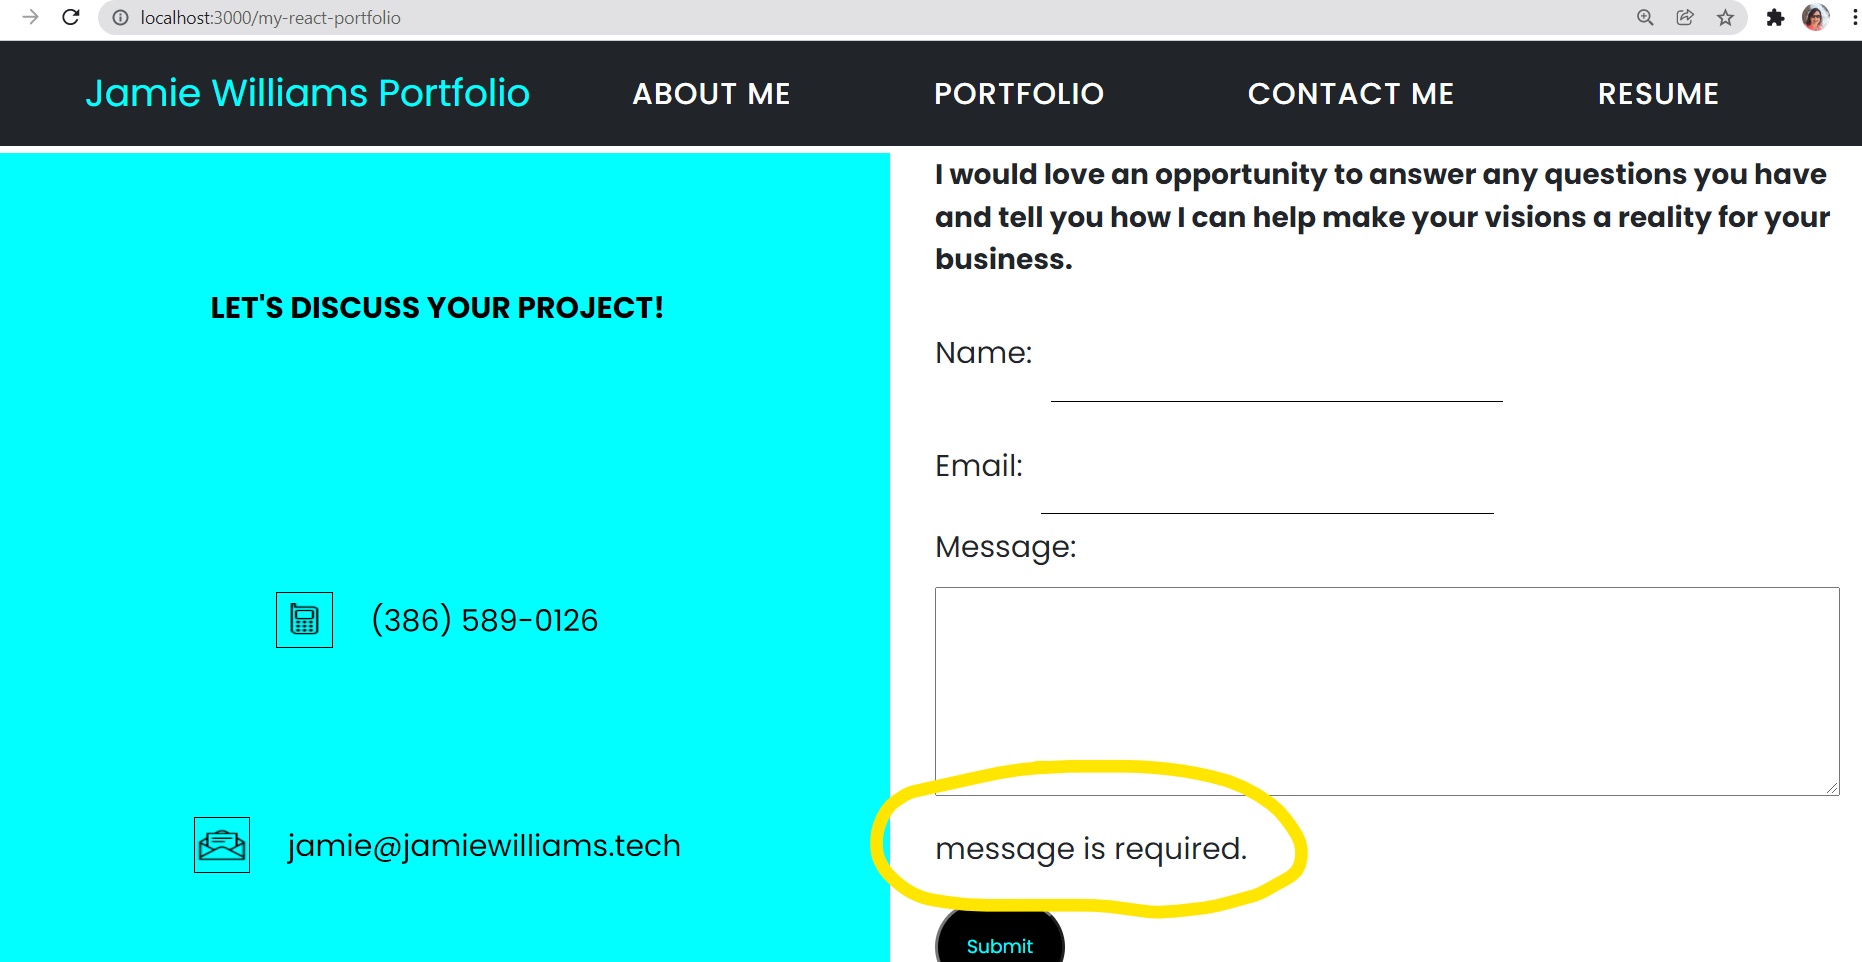 localhost:3000/my-react-portfolio
Jamie Williams Portfolio ABOUT ME PORTFOLIO CONTACT ME RESUME
LET'S DISCUSS YOUR PROJECT!
(386) 589-0126
jamie@jamiewilliams.tech
I would love an opportunity to answer any questions you have
and tell you how I can help make your visions a reality for your
business.
Name:
Email:
Message:
message is required.
Submit